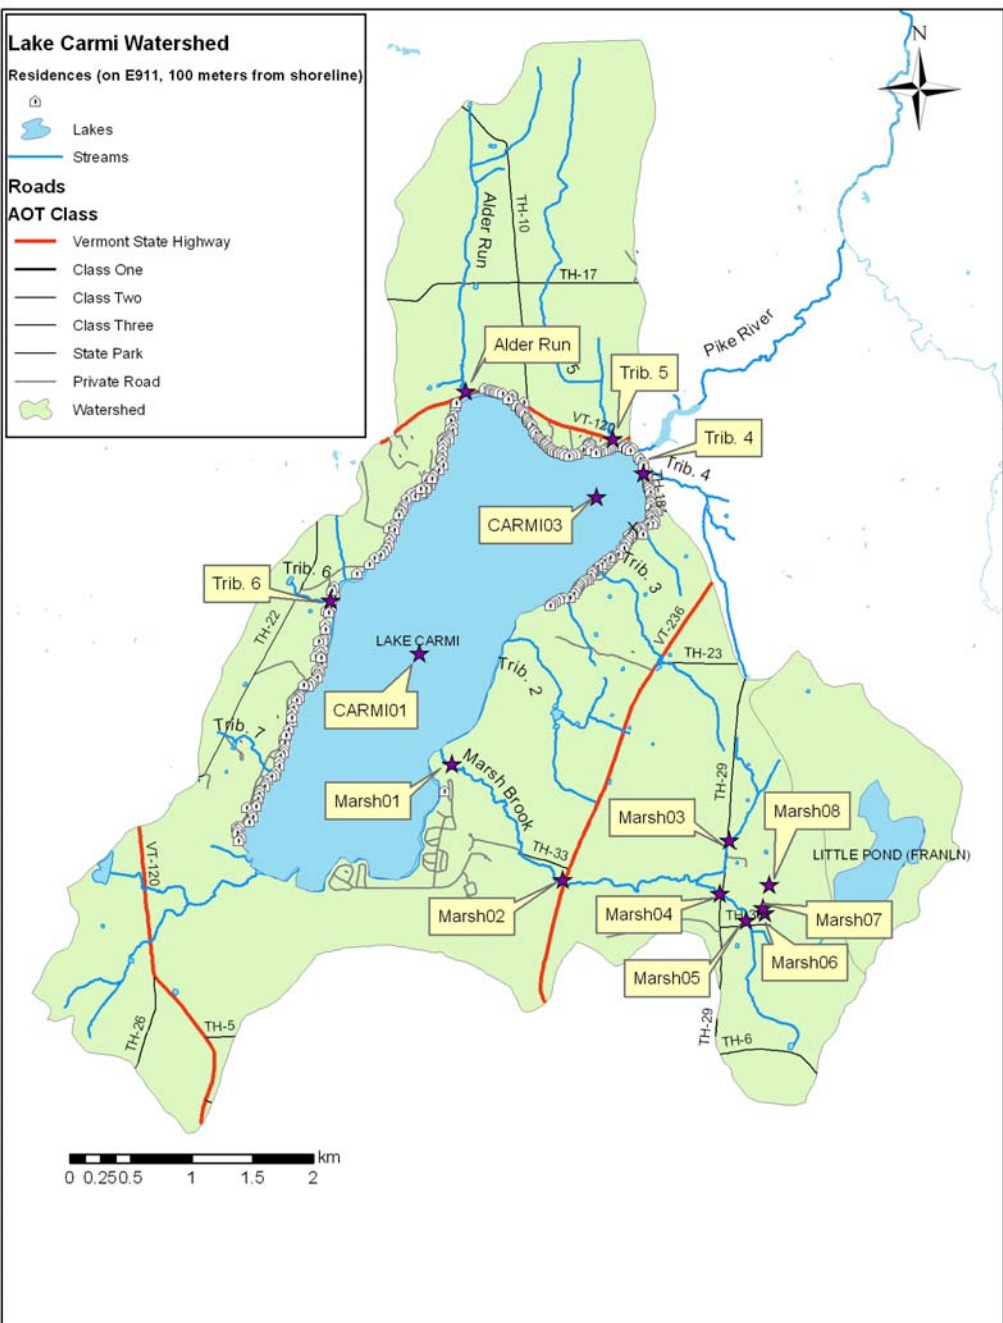 Lake Carmi Watershed
Residences (on E911, 100 meters from shoreline)
Lakes
Streams
Roads
AOT Class
Vermont State Highway
Class One
Class Two
Class Three
State Park
Private Road
Watershed
N
Alder Run
TH-10
TH-17
Pike River
Alder Run
5
Trib. 5
VT-120
Trib. 4
Trib. 4
TH-18
CARMI03
Trib. 6
Trib. 6
Trib. 3
TH-22
VT-236
LAKE CARMI
TH-23
Trib. 2
CARMI01
Trib. 7
Marsh Brook
TH-29
Marsh01
Marsh03
Marsh08
TH-33
VT-120
LITTLE POND (FRANLN)
Marsh02
Marsh04
Marsh07
Marsh05
Marsh06
TH-26
TH-5
TH-29
TH-6
km
0 0.25 0.5 1 1.5 2